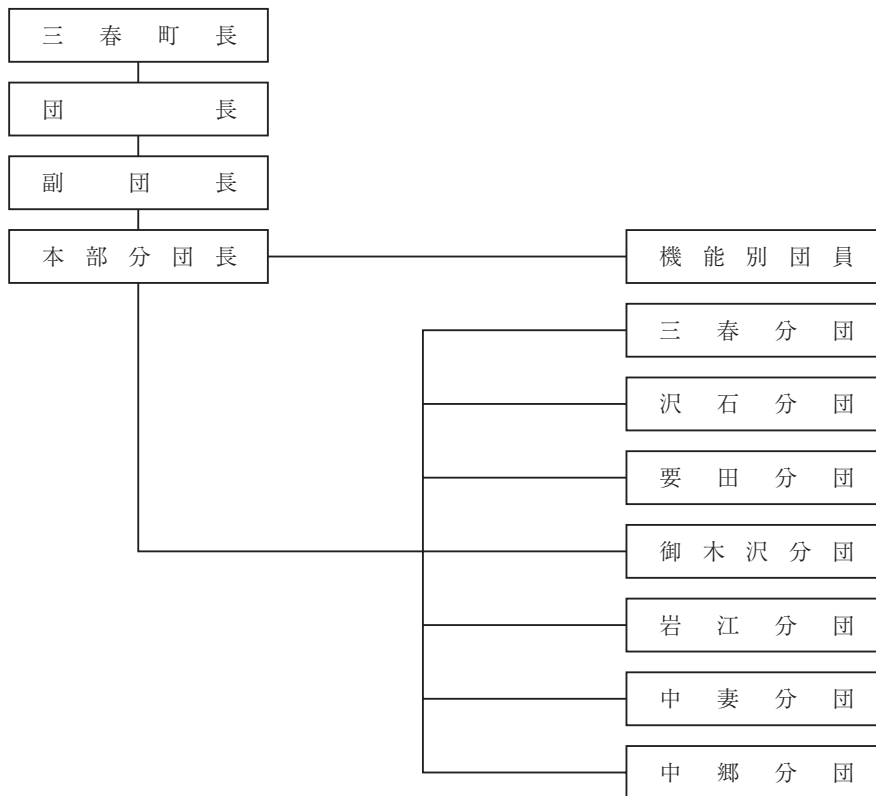 三春町長
団長
副団長
本部分団長
機能別団員
三春分団
沢石分団
要田分団
御木沢分団
岩江分団
中妻分団
中郷分団